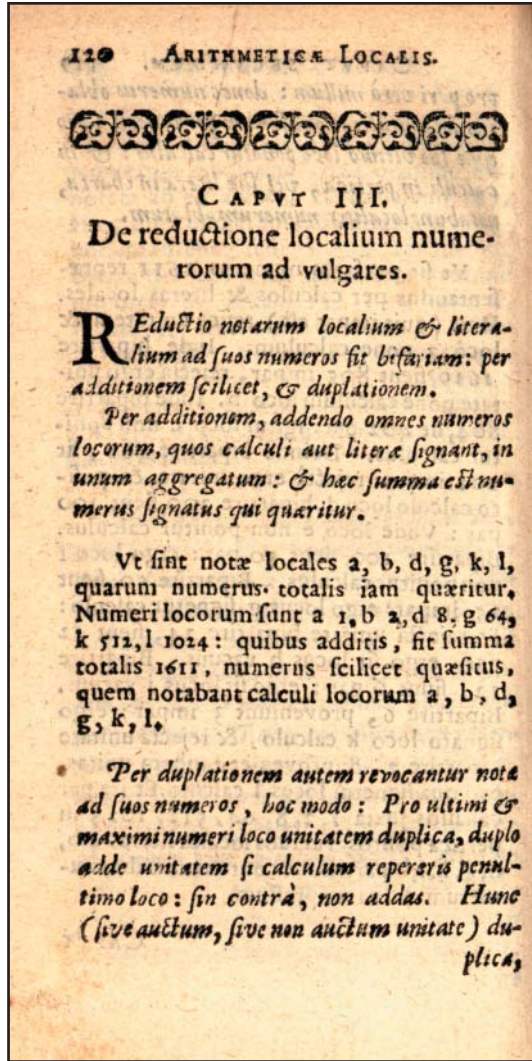 120 ARITHMETICÆ LOCALIS.
CAPVT III.
De reductione localium nume-
rorum ad vulgares.
REductio notarum localium & litera-
lium ad suos numeros fit bifariam: per
additionem scilicet, & duplationem.
Per additionem, addendo omnes numeros
locorum, quos calculi aut literæ signant, in
unum aggregatum: & hæc summa est nu-
merus signatus qui quæritur.
Vt sint notæ locales a, b, d, g, k, l,
quarum numerus totalis iam quæritur.
Numeri locorum sunt a 1, b 2, d 8, g 64,
k 512, l 1024: quibus additis, fit summa
totalis 1611, numerus scilicet quæsitus,
quem notabant calculi locorum a, b, d,
g, k, l.
Per duplationem autem revocantur notæ
ad suos numeros, hoc modo: Pro ultimi &
maximi numeri loco unitatem duplica, duplo
adde unitatem si calculum repereris penul-
timo loco: sin contrà, non addas. Hunc
(sive auctum, sive non auctum unitate) du-
plica,